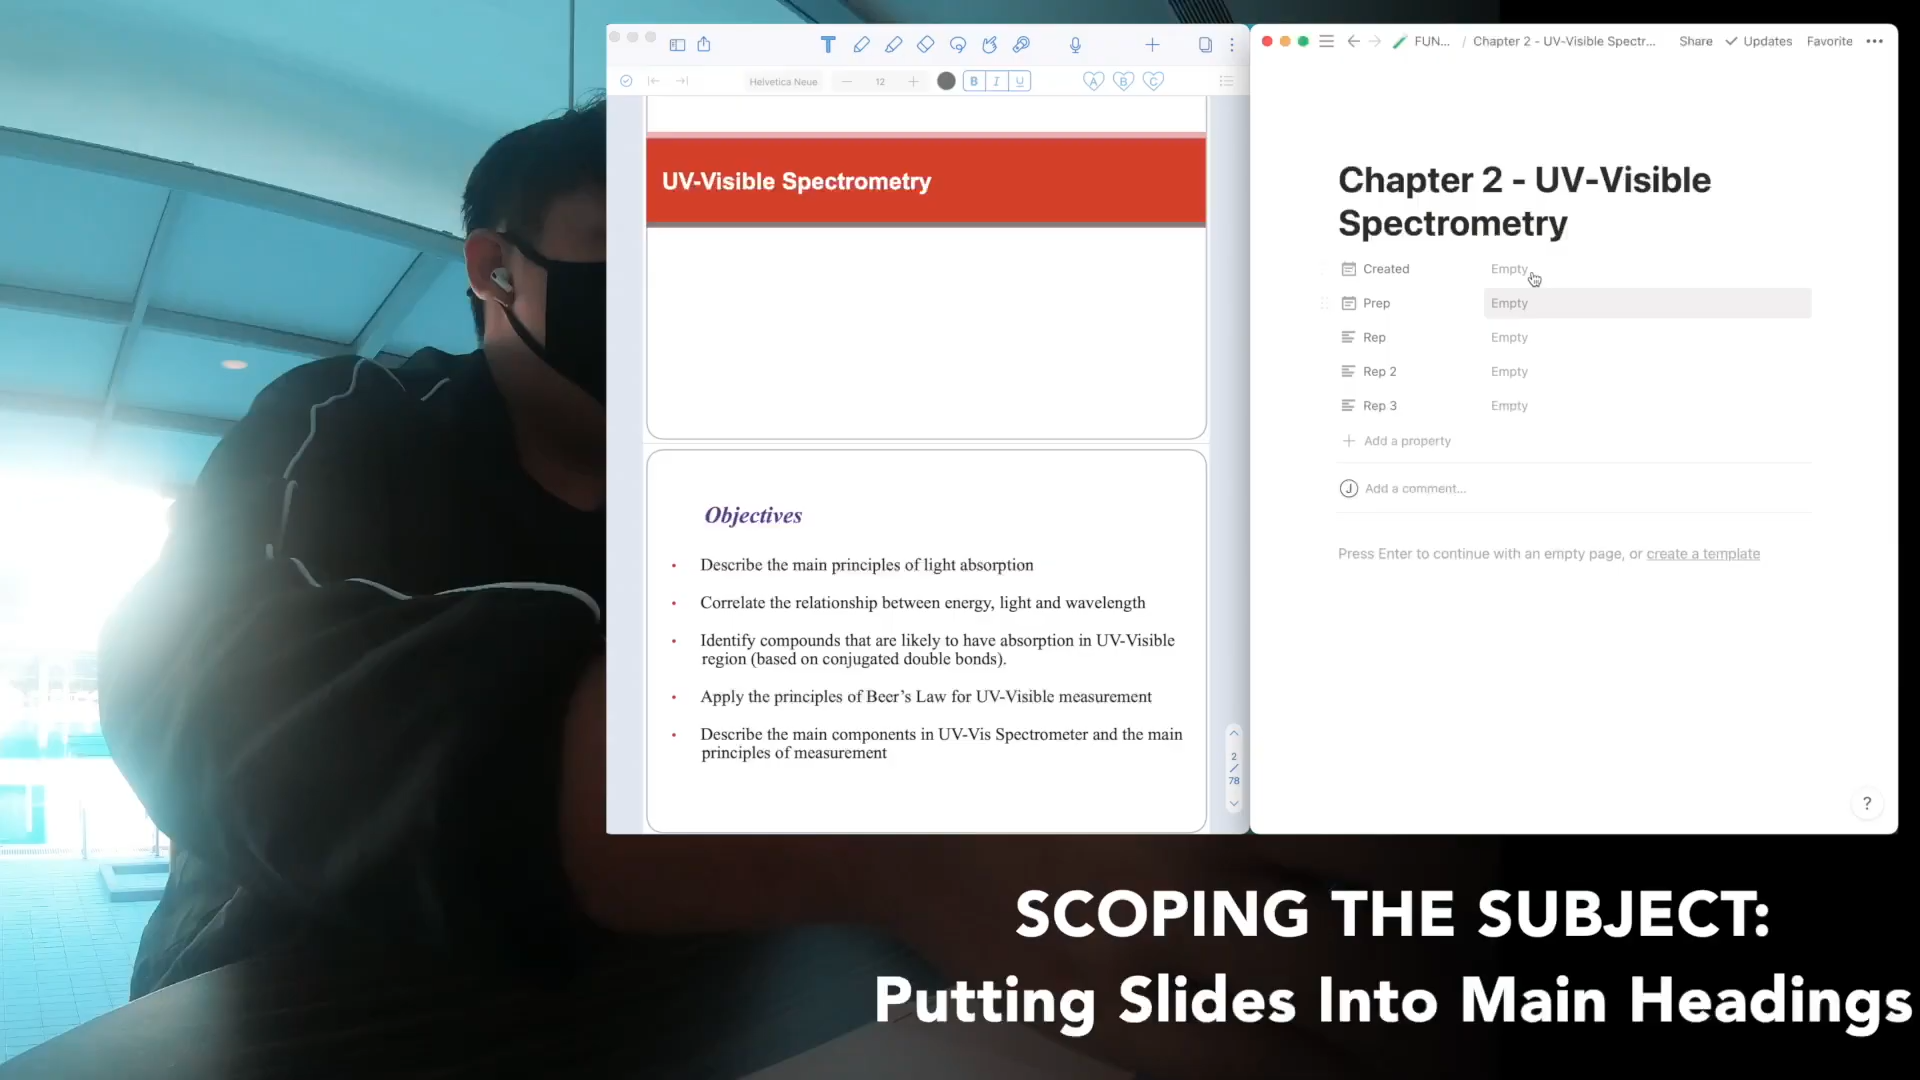 Helvetica Neue
12
B I U
A B C
UV-Visible Spectrometry
Objectives
• Describe the main principles of light absorption
• Correlate the relationship between energy, light and wavelength
• Identify compounds that are likely to have absorption in UV-Visible
region (based on conjugated double bonds).
• Apply the principles of Beer’s Law for UV-Visible measurement
• Describe the main components in UV-Vis Spectrometer and the main
principles of measurement
2
/
78
FUN... / Chapter 2 - UV-Visible Spectr... Share Updates Favorite
Chapter 2 - UV-Visible
Spectrometry
Created Empty
Prep Empty
Rep Empty
Rep 2 Empty
Rep 3 Empty
+ Add a property
J Add a comment...
Press Enter to continue with an empty page, or create a template
?
SCOPING THE SUBJECT:
Putting Slides Into Main Headings